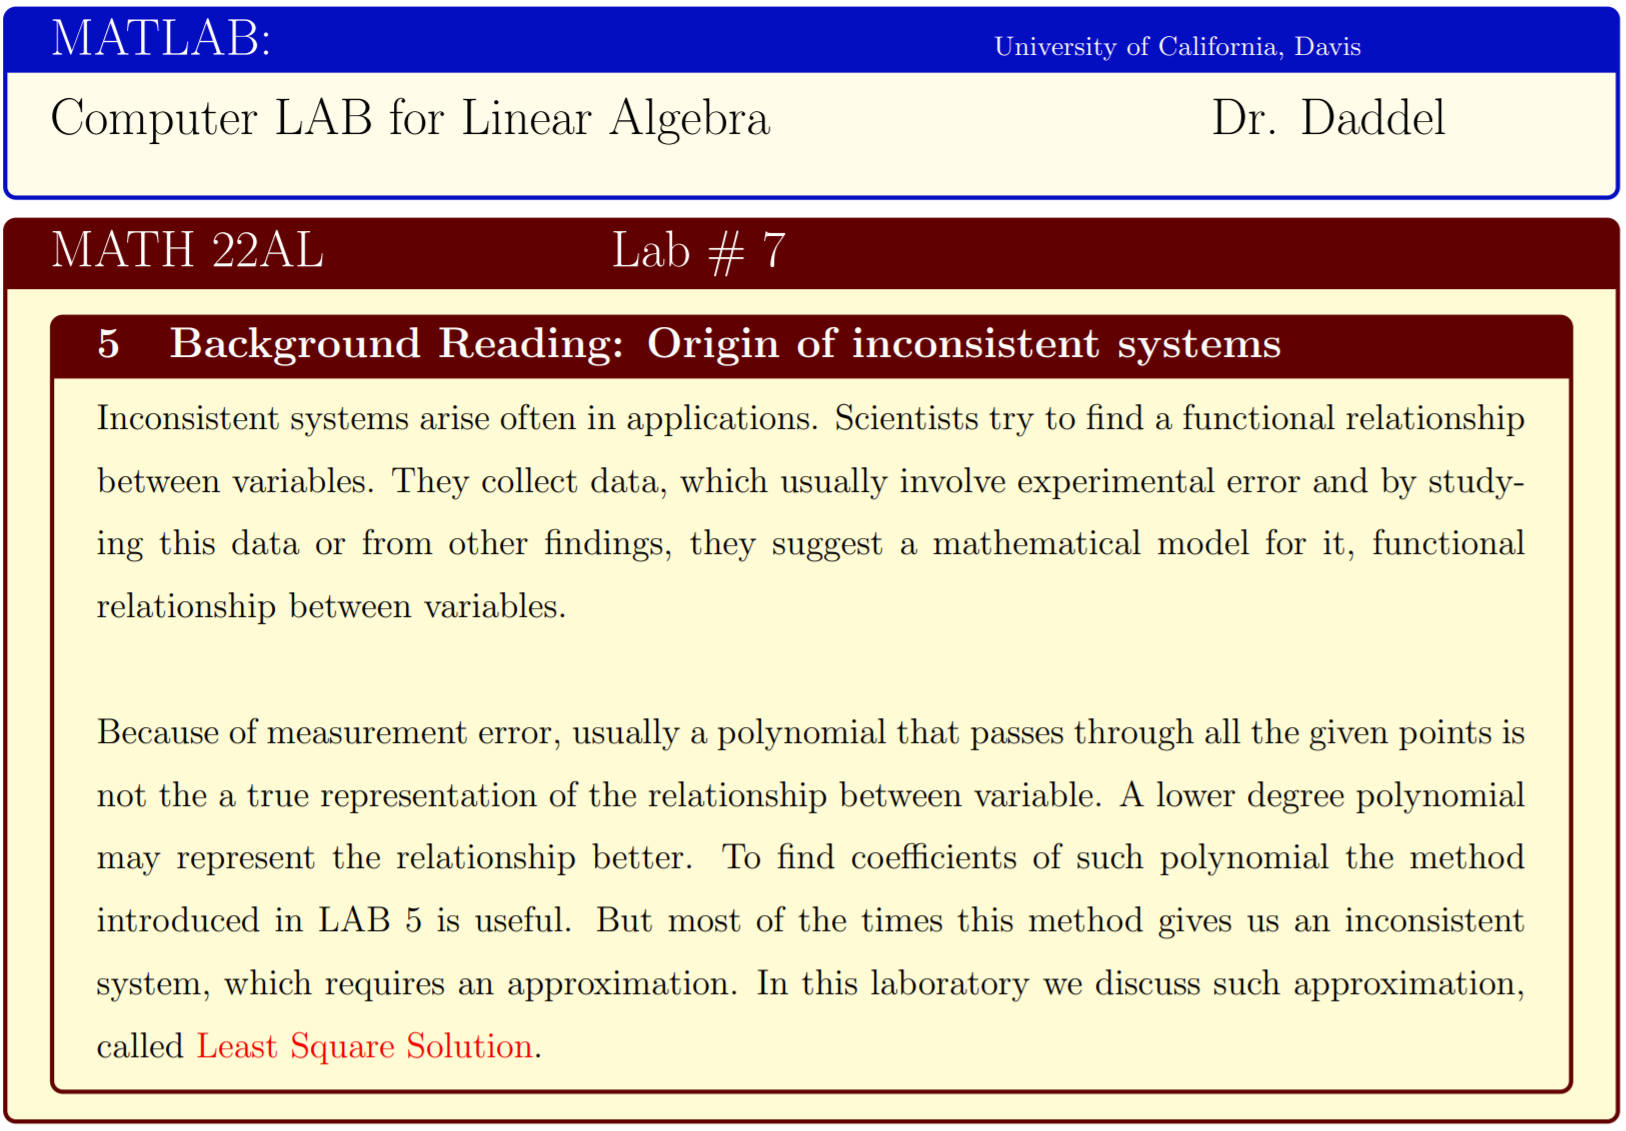 MATLAB: University of California, Davis
Computer LAB for Linear Algebra Dr. Daddel
MATH 22AL Lab # 7
5 Background Reading: Origin of inconsistent systems
Inconsistent systems arise often in applications. Scientists try to find a functional relationship
between variables. They collect data, which usually involve experimental error and by study-
ing this data or from other findings, they suggest a mathematical model for it, functional
relationship between variables.
Because of measurement error, usually a polynomial that passes through all the given points is
not the a true representation of the relationship between variable. A lower degree polynomial
may represent the relationship better. To find coefficients of such polynomial the method
introduced in LAB 5 is useful. But most of the times this method gives us an inconsistent
system, which requires an approximation. In this laboratory we discuss such approximation,
called Least Square Solution.